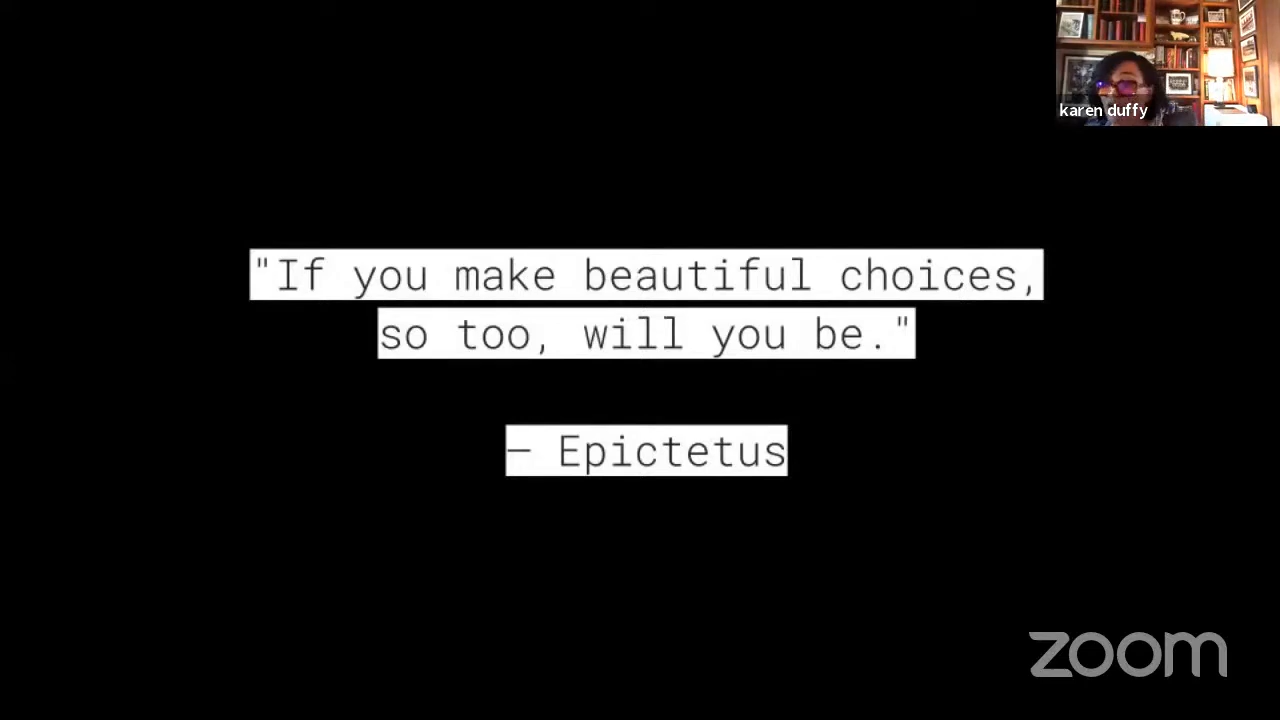 karen duffy
"If you make beautiful choices,
so too, will you be."
— Epictetus
zoom